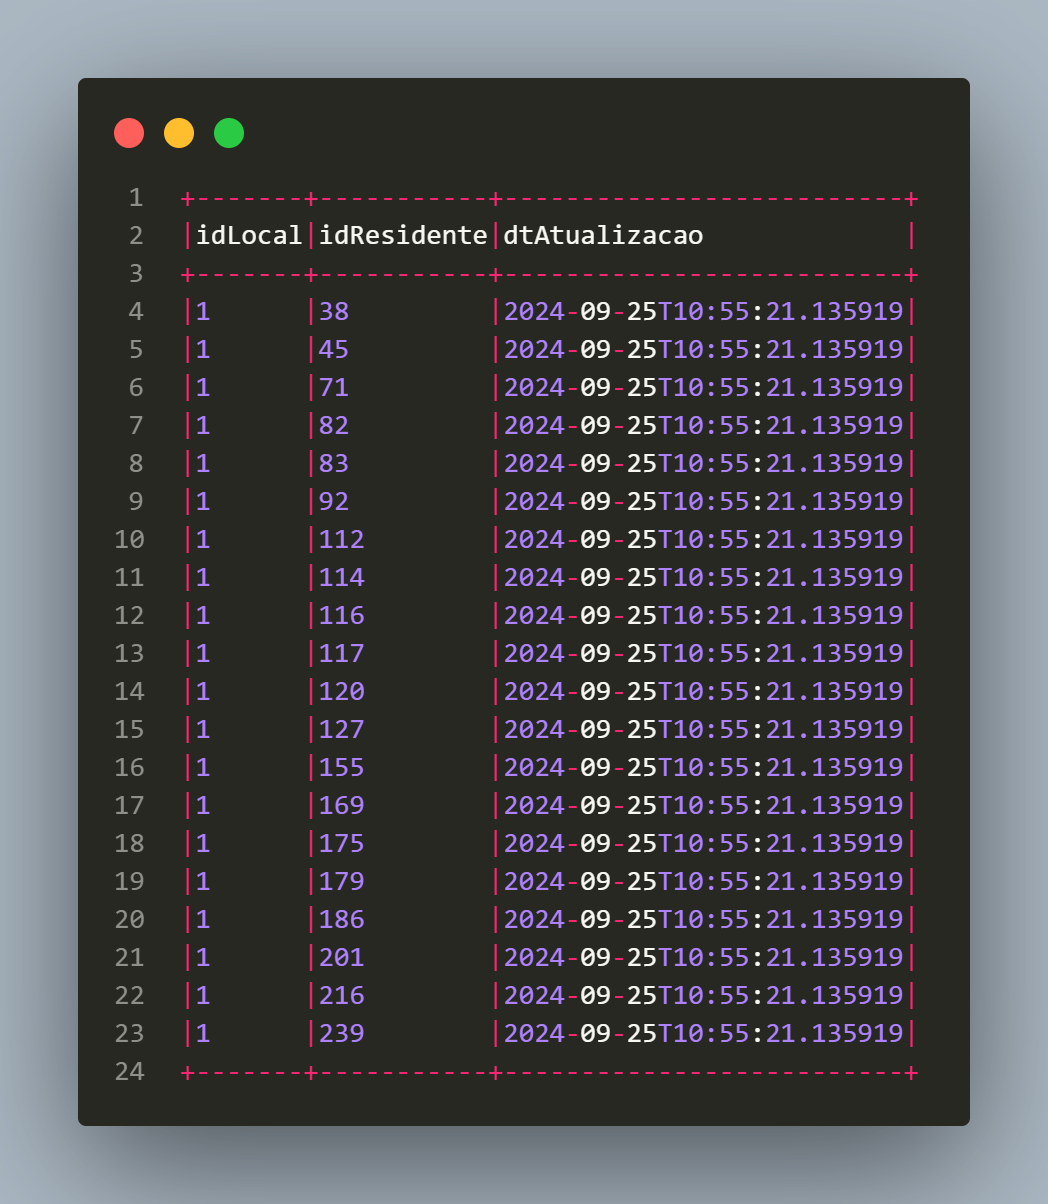 1 +-------+-----------+--------------------------+
2 |idLocal|idResidente|dtAtualizacao             |
3 +-------+-----------+--------------------------+
4 |1      |38         |2024-09-25T10:55:21.135919|
5 |1      |45         |2024-09-25T10:55:21.135919|
6 |1      |71         |2024-09-25T10:55:21.135919|
7 |1      |82         |2024-09-25T10:55:21.135919|
8 |1      |83         |2024-09-25T10:55:21.135919|
9 |1      |92         |2024-09-25T10:55:21.135919|
10 |1      |112        |2024-09-25T10:55:21.135919|
11 |1      |114        |2024-09-25T10:55:21.135919|
12 |1      |116        |2024-09-25T10:55:21.135919|
13 |1      |117        |2024-09-25T10:55:21.135919|
14 |1      |120        |2024-09-25T10:55:21.135919|
15 |1      |127        |2024-09-25T10:55:21.135919|
16 |1      |155        |2024-09-25T10:55:21.135919|
17 |1      |169        |2024-09-25T10:55:21.135919|
18 |1      |175        |2024-09-25T10:55:21.135919|
19 |1      |179        |2024-09-25T10:55:21.135919|
20 |1      |186        |2024-09-25T10:55:21.135919|
21 |1      |201        |2024-09-25T10:55:21.135919|
22 |1      |216        |2024-09-25T10:55:21.135919|
23 |1      |239        |2024-09-25T10:55:21.135919|
24 +-------+-----------+--------------------------+